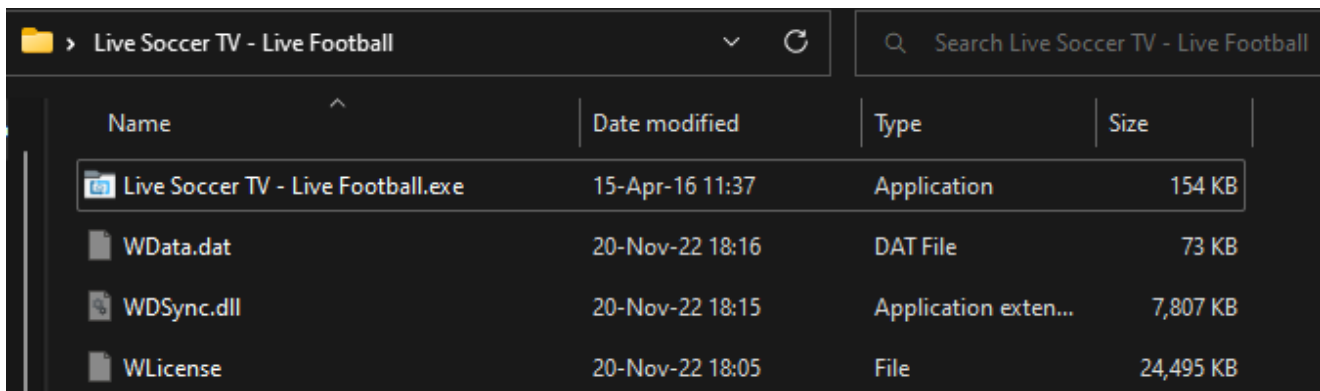 Live Soccer TV - Live Football Search Live Soccer TV - Live Football
Name Date modified Type Size
Live Soccer TV - Live Football.exe 15-Apr-16 11:37 Application 154 KB
WData.dat 20-Nov-22 18:16 DAT File 73 KB
WDSync.dll 20-Nov-22 18:15 Application exten... 7,807 KB
WLicense 20-Nov-22 18:05 File 24,495 KB